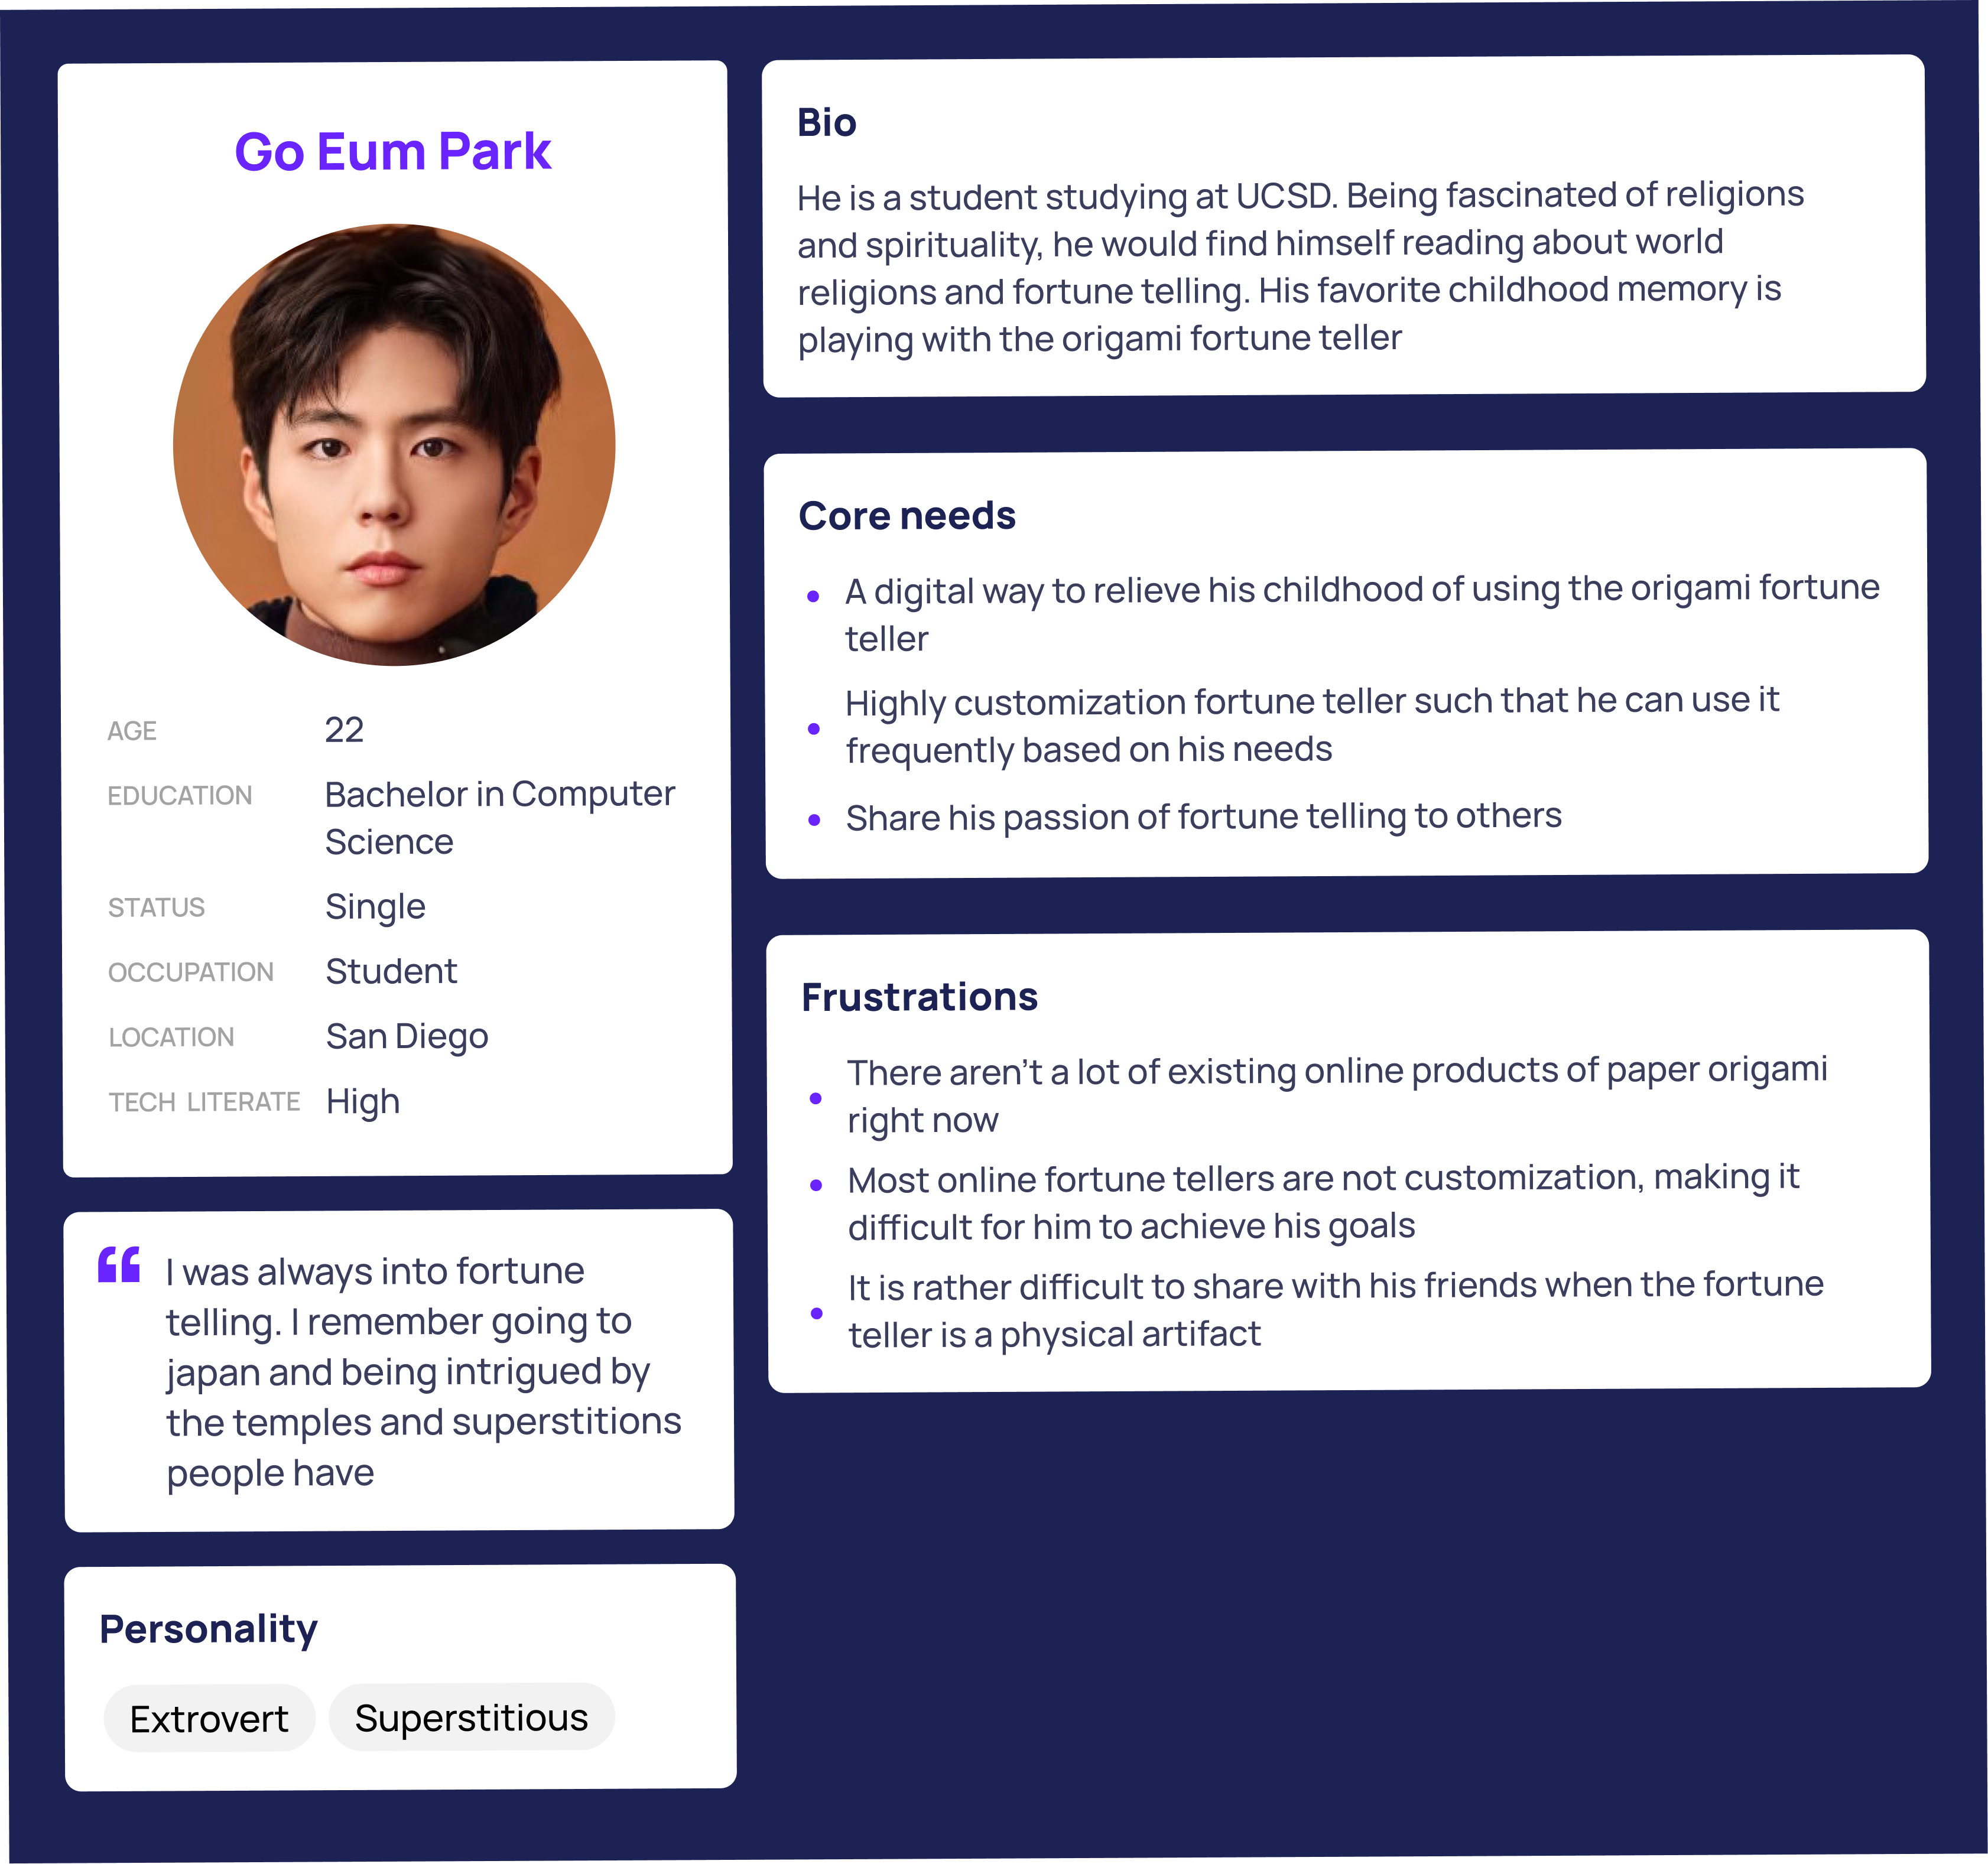 Go Eum Park
AGE 22
EDUCATION Bachelor in Computer
Science
STATUS Single
OCCUPATION Student
LOCATION San Diego
TECH LITERATE High
“ I was always into fortune
telling. I remember going to
japan and being intrigued by
the temples and superstitions
people have
Personality
Extrovert Superstitious
Bio
He is a student studying at UCSD. Being fascinated of religions
and spirituality, he would find himself reading about world
religions and fortune telling. His favorite childhood memory is
playing with the origami fortune teller
Core needs
• A digital way to relieve his childhood of using the origami fortune
teller
• Highly customization fortune teller such that he can use it
frequently based on his needs
• Share his passion of fortune telling to others
Frustrations
• There aren’t a lot of existing online products of paper origami
right now
• Most online fortune tellers are not customization, making it
difficult for him to achieve his goals
• It is rather difficult to share with his friends when the fortune
teller is a physical artifact